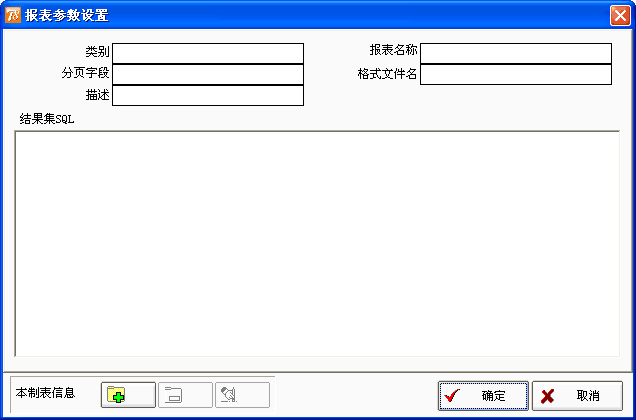 报表参数设置
类别
报表名称
分页字段
格式文件名
描述
结果集SQL
本制表信息
确定
取消